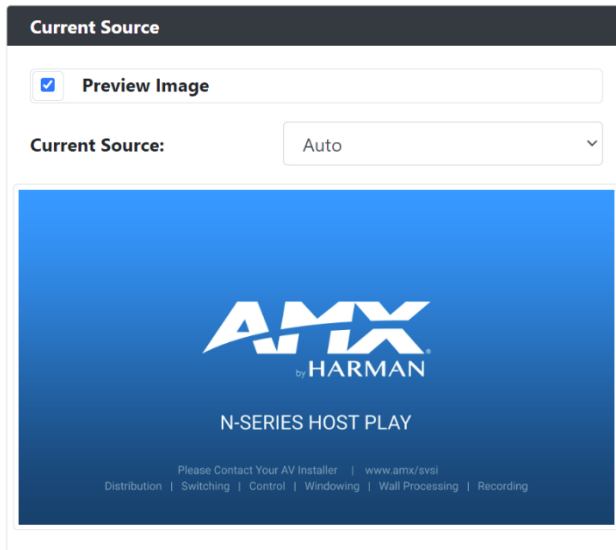 Current Source
Preview Image
Current Source: Auto
AMX
by HARMAN
N-SERIES HOST PLAY
Please Contact Your AV Installer | www.amx/svsi
Distribution | Switching | Control | Windowing | Wall Processing | Recording